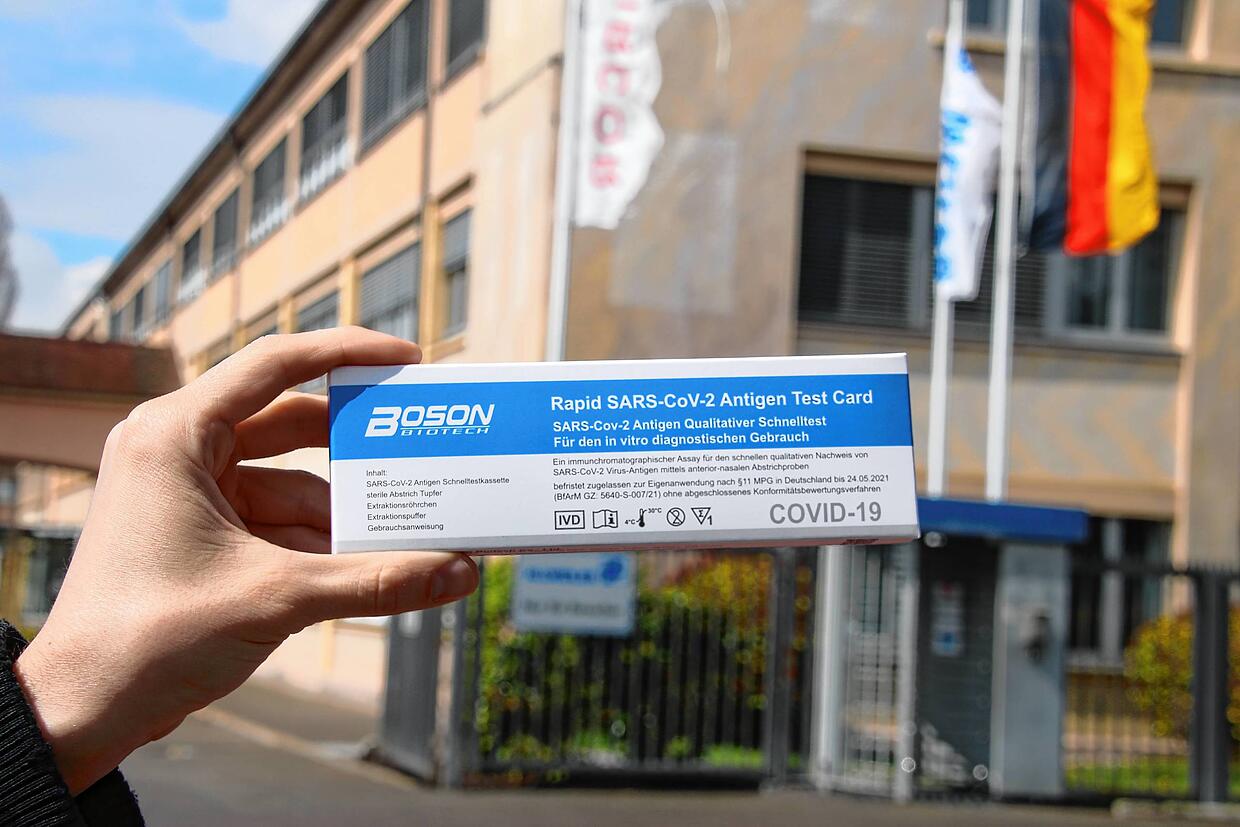 BOSON
BIOTECH
Rapid SARS-CoV-2 Antigen Test Card
SARS-Cov-2 Antigen Qualitativer Schnelltest
Für den in vitro diagnostischen Gebrauch
Inhalt:
SARS-CoV-2 Antigen Schnelltestkassette
sterile Abstrich Tupfer
Extraktionsröhrchen
Extraktionspuffer
Gebrauchsanweisung
Ein immunchromatographischer Assay für den schnellen qualitativen Nachweis von
SARS-CoV-2 Virus-Antigen mittels anterior-nasalen Abstrichproben
befristet zugelassen zur Eigenanwendung nach §11 MPG in Deutschland bis 24.05.2021
(BfArM GZ: 5640-S-007/21) ohne abgeschlossenes Konformitätsbewertungsverfahren
IVD
4°C
30°C
2
1
COVID-19